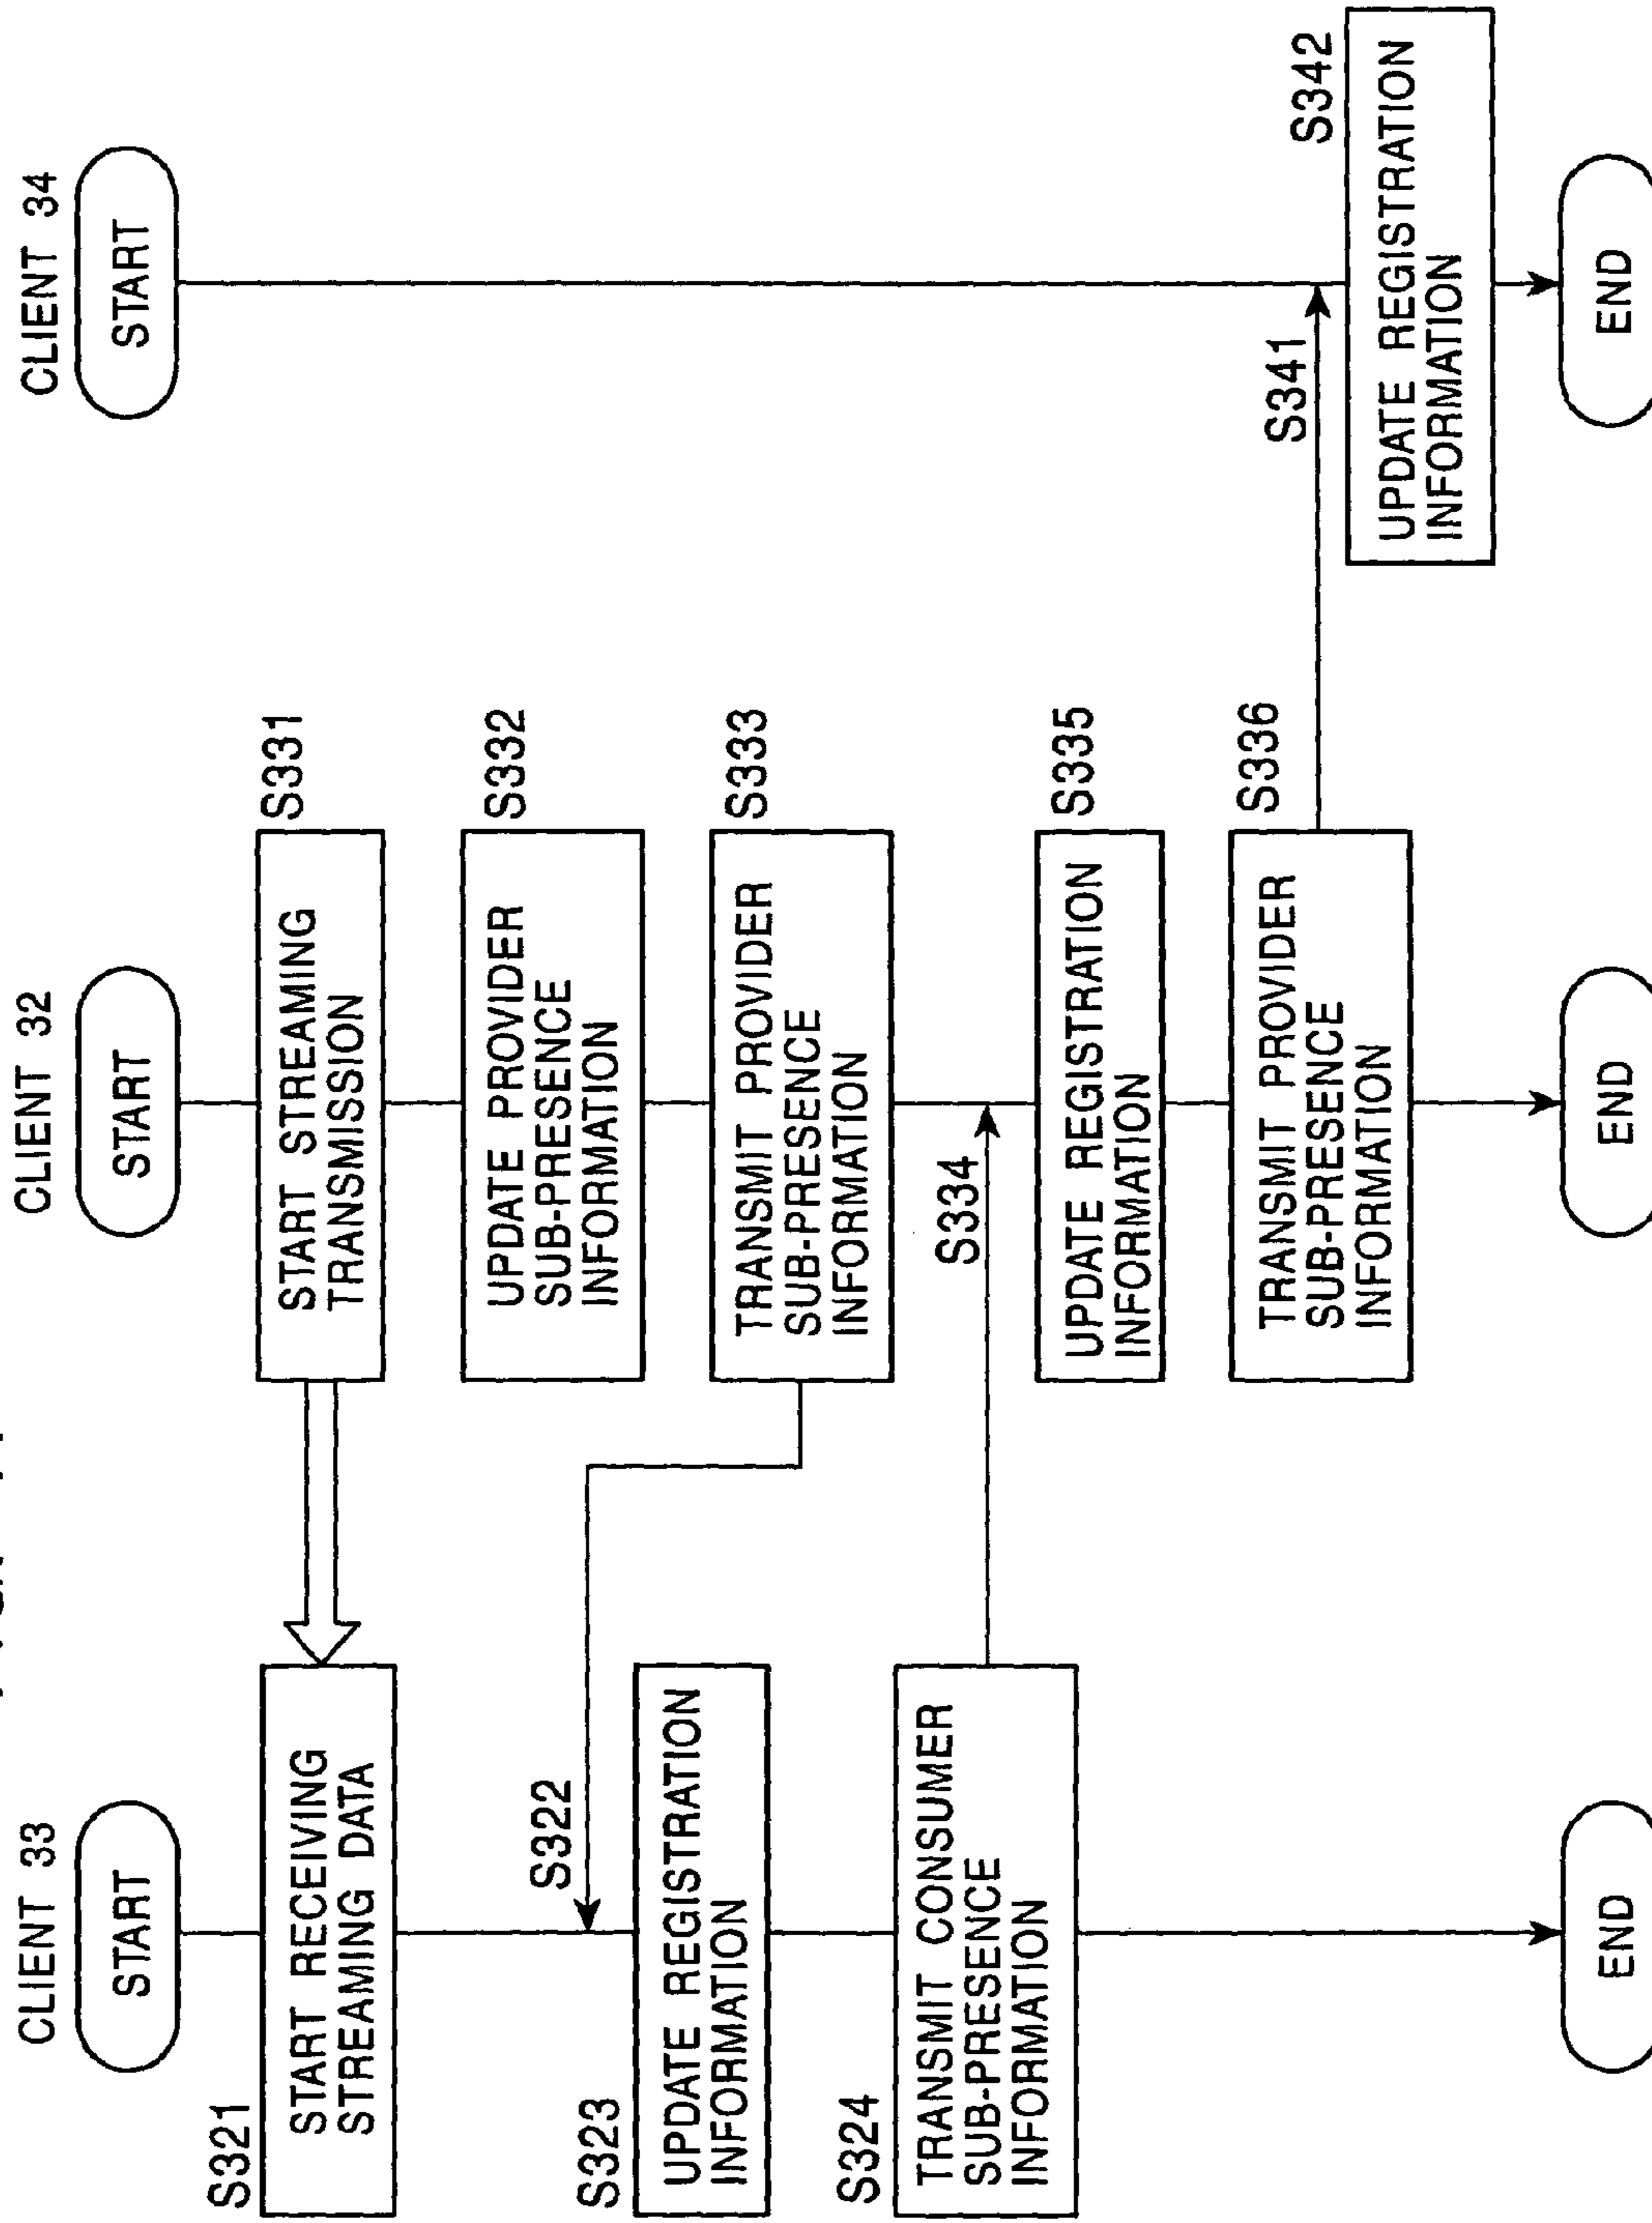 CLIENT 33
START
S321
START RECEIVING
STREAMING DATA
S322
S323
UPDATE REGISTRATION
INFORMATION
S324
TRANSMIT CONSUMER
SUB-PRESENCE
INFORMATION
END
CLIENT 32
START
S331
START STREAMING
TRANSMISSION
S332
UPDATE PROVIDER
SUB-PRESENCE
INFORMATION
S333
TRANSMIT PROVIDER
SUB-PRESENCE
INFORMATION
S334
S335
UPDATE REGISTRATION
INFORMATION
S336
TRANSMIT PROVIDER
SUB-PRESENCE
INFORMATION
END
CLIENT 34
START
S341
S342
UPDATE REGISTRATION
INFORMATION
END